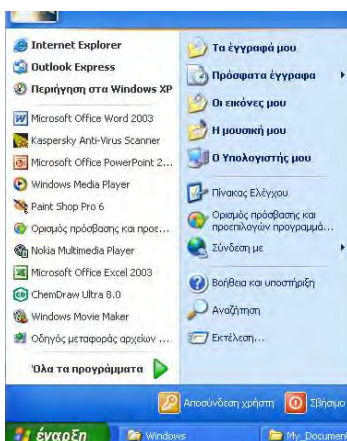 Internet Explorer
Outlook Express
Περιήγηση στα Windows XP
Microsoft Office Word 2003
Kaspersky Anti-Virus Scanner
Microsoft Office PowerPoint 2...
Windows Media Player
Paint Shop Pro 6
Ορισμός πρόσβασης και προε...
Nokia Multimedia Player
Microsoft Office Excel 2003
ChemDraw Ultra 8.0
Windows Movie Maker
Οδηγός μεταφοράς αρχείων ...
Όλα τα προγράμματα
Τα έγγραφά μου
Πρόσφατα έγγραφα
Οι εικόνες μου
Η μουσική μου
Ο Υπολογιστής μου
Πίνακας Ελέγχου
Ορισμός πρόσβασης και
προεπιλογών προγραμμά...
Σύνδεση με
Βοήθεια και υποστήριξη
Αναζήτηση
Εκτέλεση...
Αποσύνδεση χρήστη
Σβήσιμο
έναρξη
Windows
My_Document